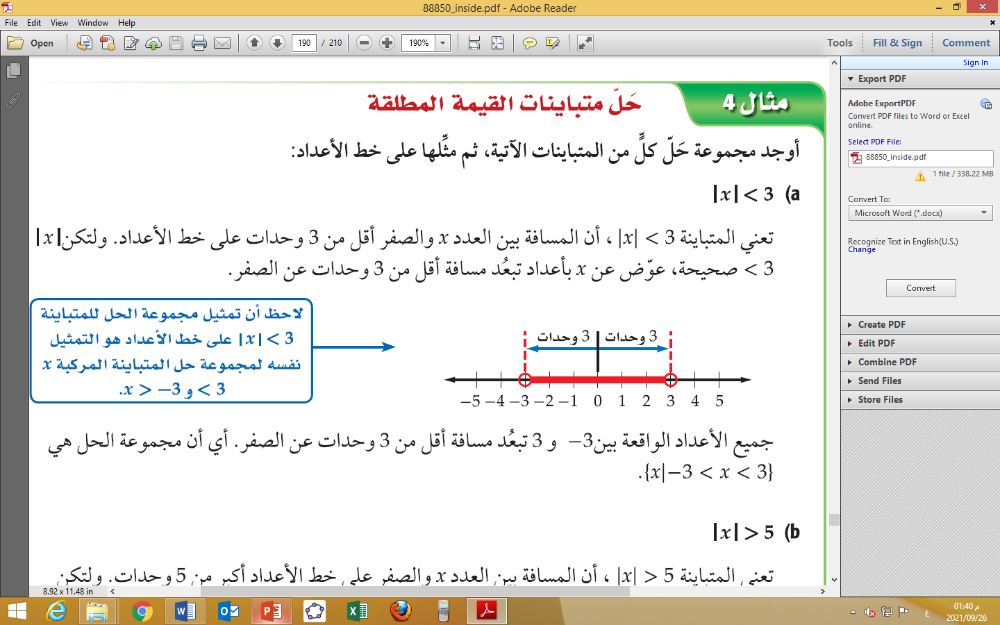 88850_inside.pdf - Adobe Reader
File Edit View Window Help
Open 190 / 210 190% Tools Fill & Sign Comment
Sign In
Export PDF
Adobe ExportPDF
Convert PDF files to Word or Excel
online.
Select PDF File:
88850_inside.pdf
1 file / 338.22 MB
Convert To:
Microsoft Word (*.docx)
Recognize Text in English(U.S.)
Change
Convert
Create PDF
Edit PDF
Combine PDF
Send Files
Store Files
مثال 4 حَلّ متباينات القيمة المطلقة
أوجد مجموعة حَلّ كلٍّ من المتباينات الآتية، ثم مثِّلها على خط الأعداد:
(a |x| < 3
تعني المتباينة |x| < 3 ، أن المسافة بين العدد x والصفر أقل من 3 وحدات على خط الأعداد. ولتكن |x|
< 3 صحيحة، عوّض عن x بأعداد تبعُد مسافة أقل من 3 وحدات عن الصفر.
لاحظ أن تمثيل مجموعة الحل للمتباينة
|x| < 3 على خط الأعداد هو التمثيل
نفسه لمجموعة حل المتباينة المركبة x
< 3 و x > −3.
3 وحدات 3 وحدات
−5 −4 −3 −2 −1 0 1 2 3 4 5
جميع الأعداد الواقعة بين 3− و 3 تبعُد مسافة أقل من 3 وحدات عن الصفر. أي أن مجموعة الحل هي
{x|−3 < x < 3}.
(b |x| > 5
تعني المتباينة |x| > 5 ، أن المسافة بين العدد x والصفر على خط الأعداد أكبر من 5 وحدات. ولتكن
8.92 x 11.48 in
ع
01:40 م
2021/09/26